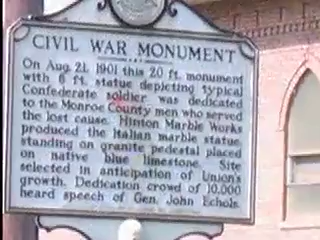 CIVIL WAR MONUMENT
On Aug. 21, 1901 this 20 ft. monument
with 6 ft. statue depicting typical
Confederate soldier was dedicated
to the Monroe County men who served
the lost cause. Hinton Marble Works
produced the Italian marble statue
standing on granite pedestal placed
on native blue limestone. Site
selected in anticipation of Union's
growth. Dedication crowd of 10,000
heard speech of Gen. John Echols.